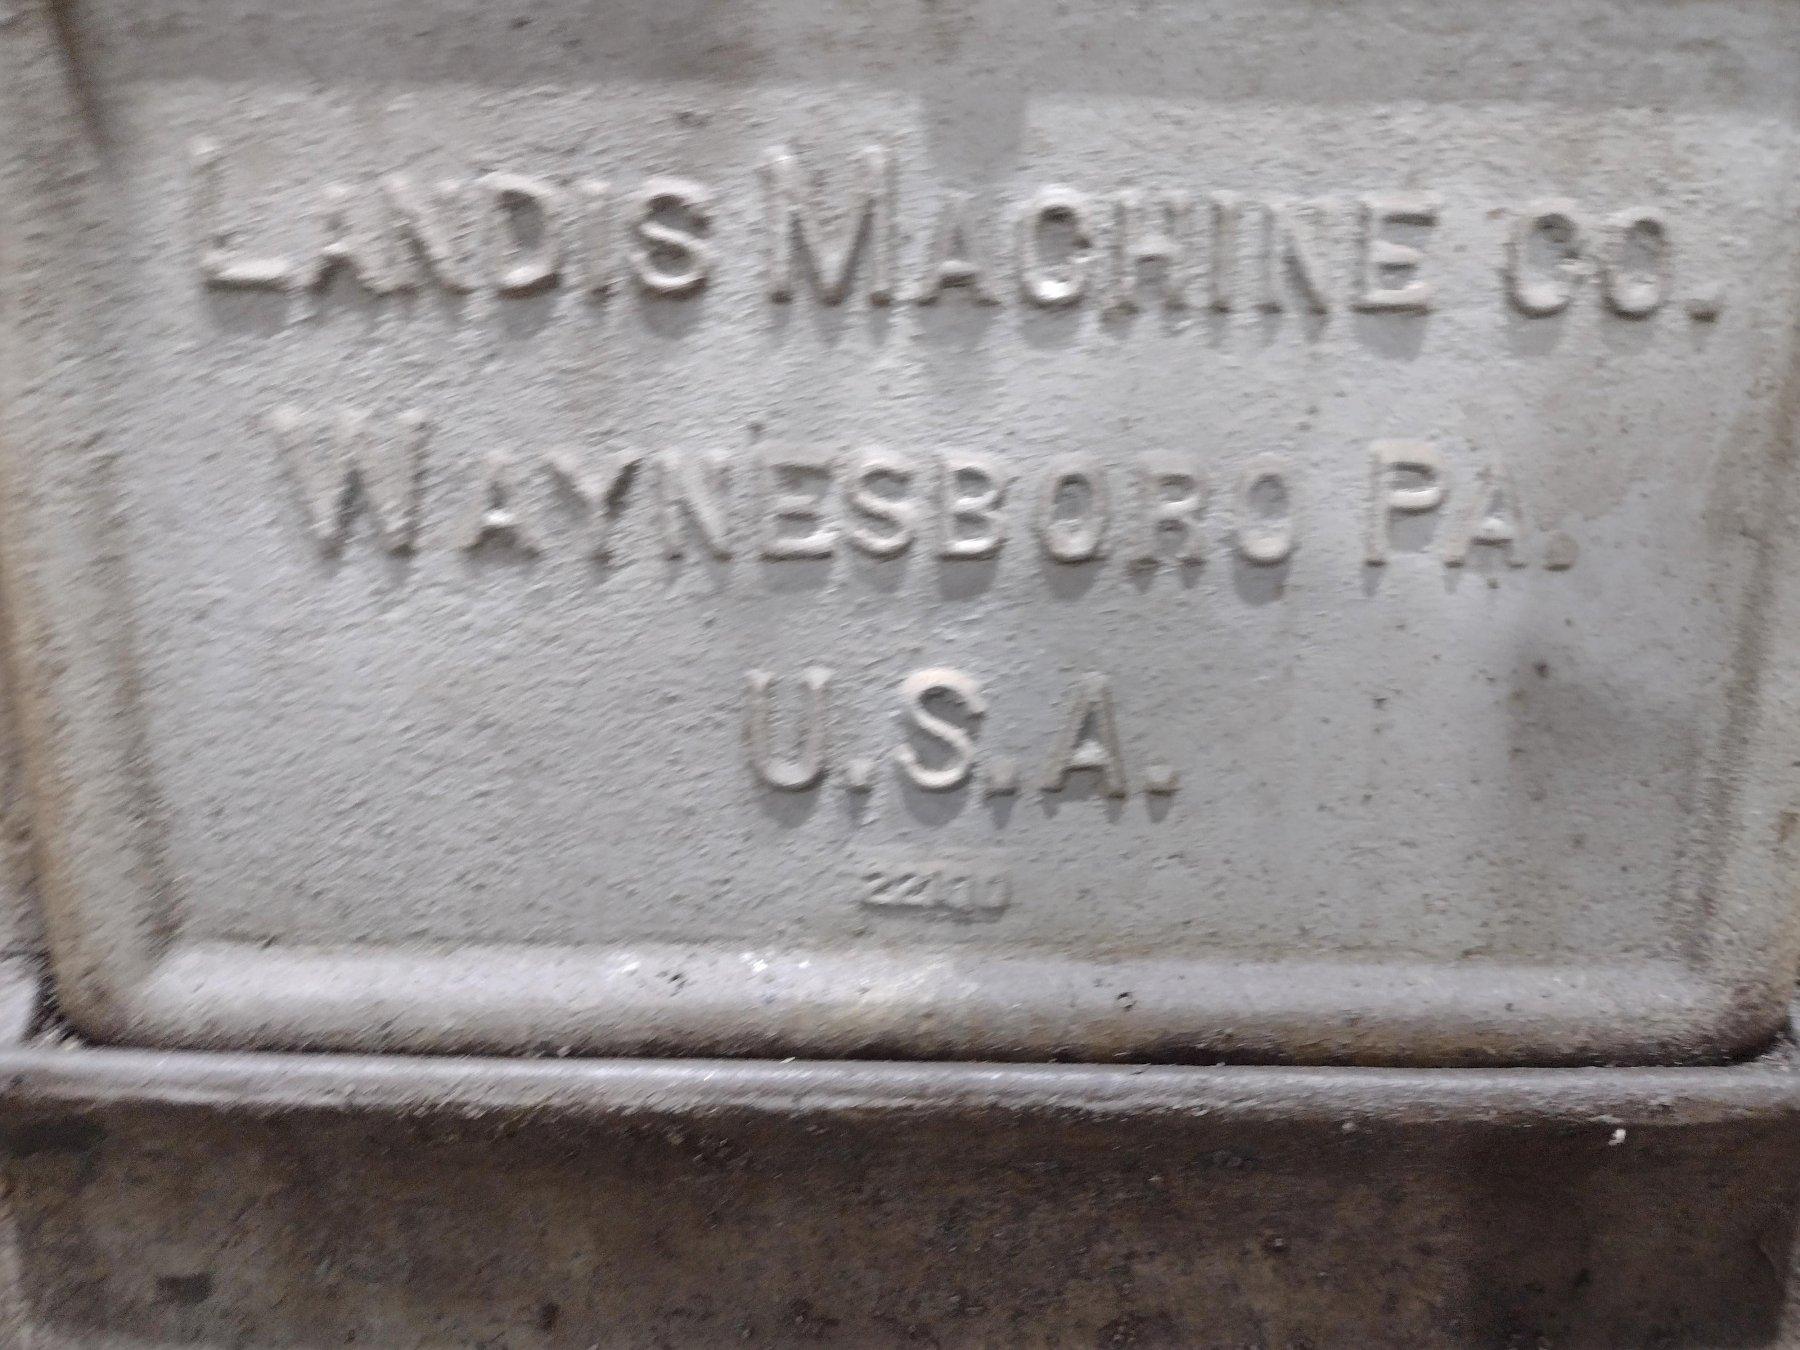 LANDIS MACHINE CO.
WAYNESBORO PA.
U.S.A.